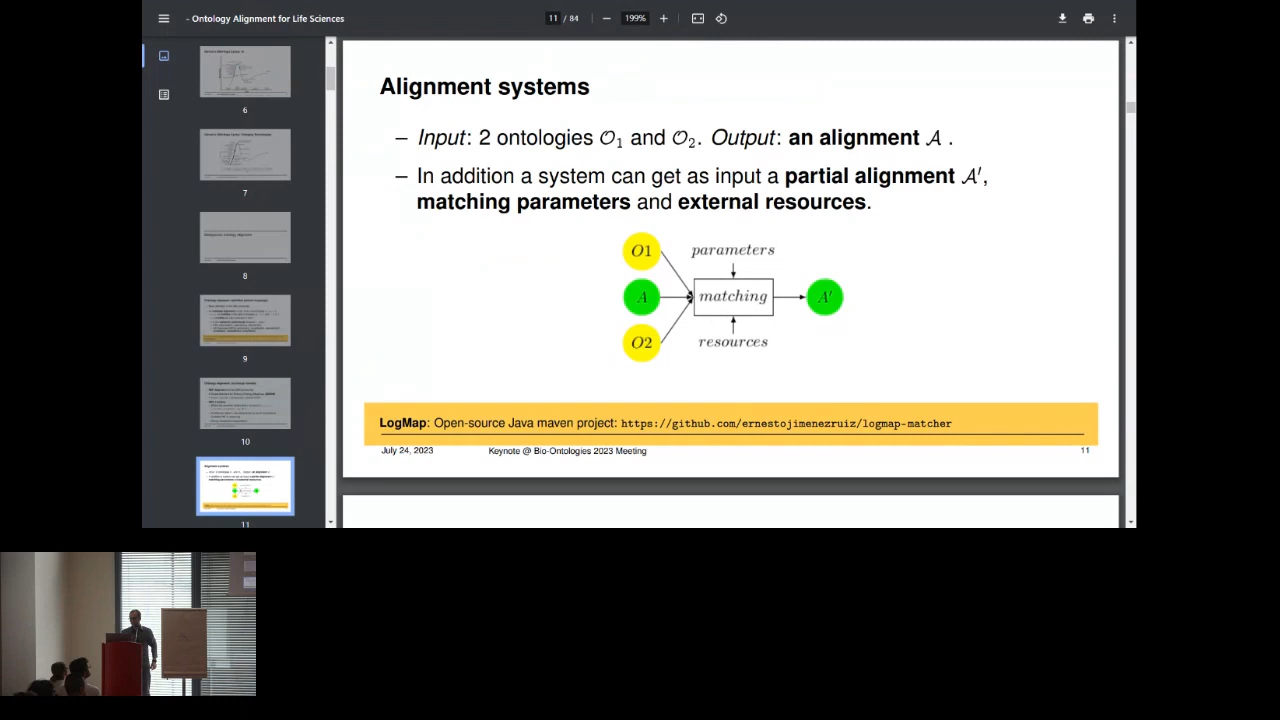 - Ontology Alignment for Life Sciences
11 / 84
199%
6
7
8
9
10
11
Alignment systems
– Input: 2 ontologies 𝒪1 and 𝒪2. Output: an alignment 𝒜 .
– In addition a system can get as input a partial alignment 𝒜′,
matching parameters and external resources.
O1
parameters
A
matching
A′
O2
resources
LogMap: Open-source Java maven project: https://github.com/ernestojimenezruiz/logmap-matcher
July 24, 2023
Keynote @ Bio-Ontologies 2023 Meeting
11